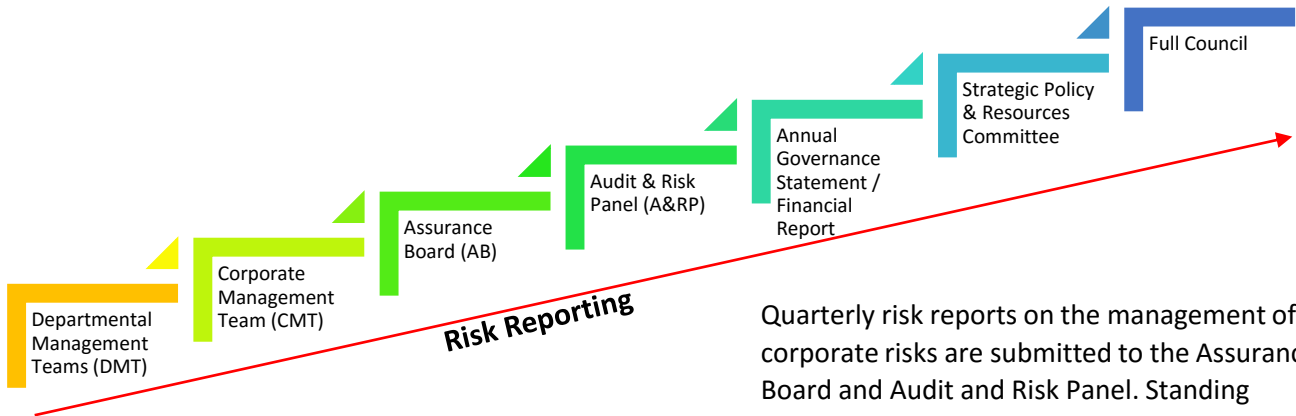 Full Council
Strategic Policy
& Resources
Committee
Annual
Governance
Statement /
Financial
Report
Audit & Risk
Panel (A&RP)
Assurance
Board (AB)
Corporate
Management
Team (CMT)
Departmental
Management
Teams (DMT)
Risk Reporting
Quarterly risk reports on the management of
corporate risks are submitted to the
Board and Audit and Risk Panel. Standing